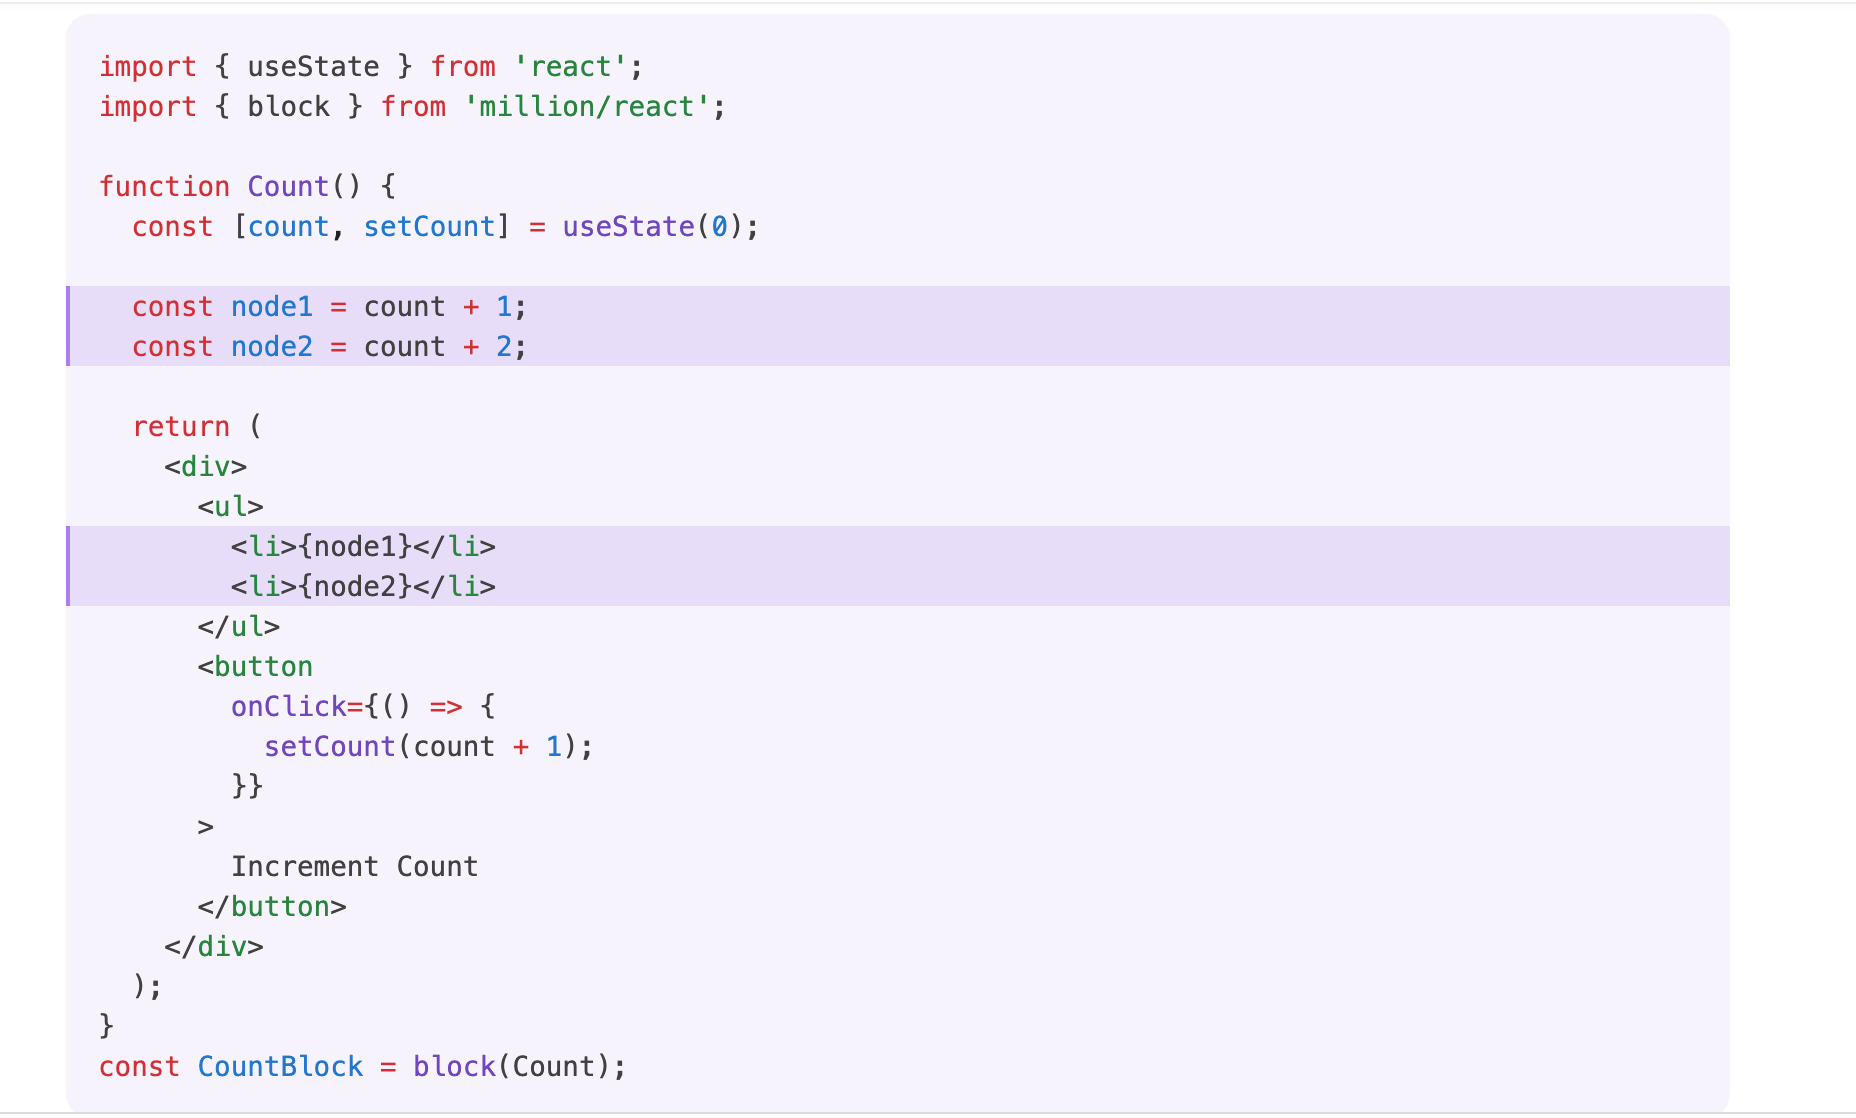 import { useState } from 'react';
import { block } from 'million/react';

function Count() {
  const [count, setCount] = useState(0);

  const node1 = count + 1;
  const node2 = count + 2;

  return (
    <div>
      <ul>
        <li>{node1}</li>
        <li>{node2}</li>
      </ul>
      <button
        onClick={() => {
          setCount(count + 1);
        }}
      >
        Increment Count
      </button>
    </div>
  );
}
const CountBlock = block(Count);